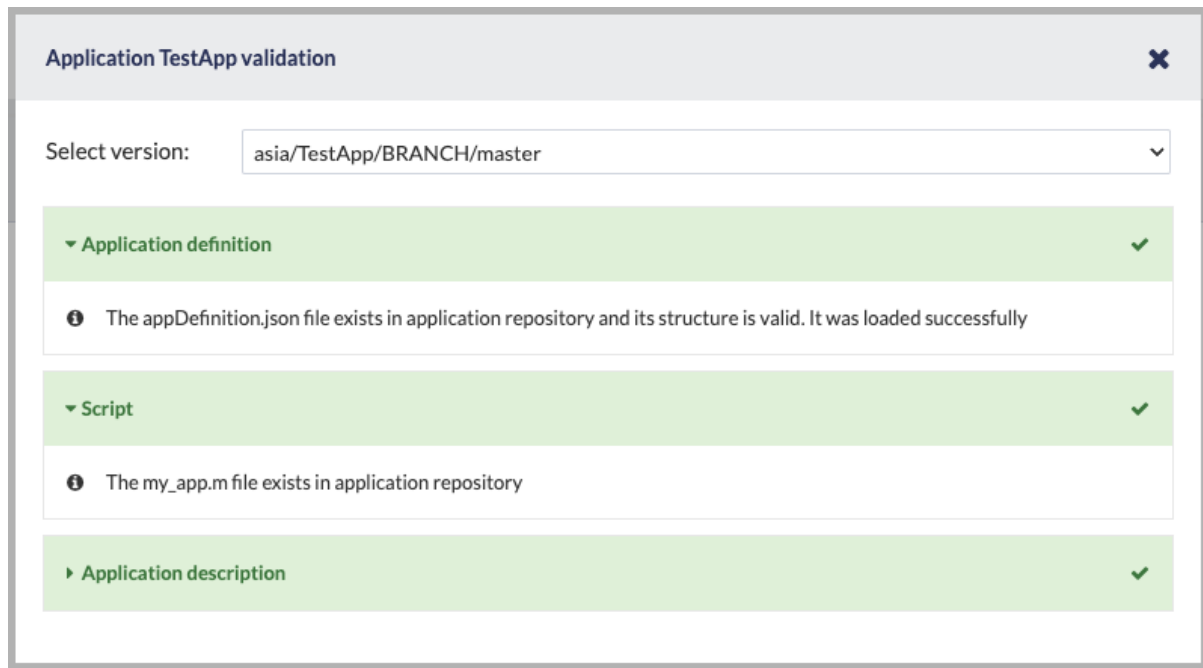 Application TestApp validation
Select version:
asia/TestApp/BRANCH/master
Application definition
The appDefinition.json file exists in application repository and its structure is valid. It was loaded successfully
Script
The my_app.m file exists in application repository
Application description